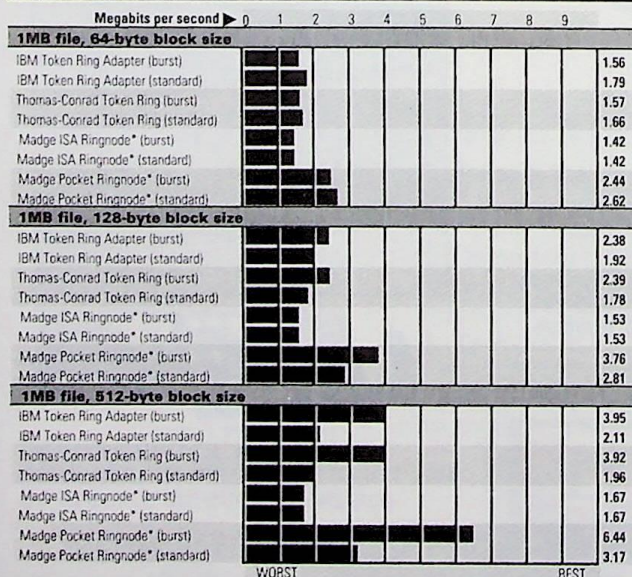 Megabits per second ▶ 0 1 2 3 4 5 6 7 8 9
1MB file, 64-byte block size
IBM Token Ring Adapter (burst) 1.56
IBM Token Ring Adapter (standard) 1.79
Thomas-Conrad Token Ring (burst) 1.57
Thomas-Conrad Token Ring (standard) 1.66
Madge ISA Ringnode* (burst) 1.42
Madge ISA Ringnode* (standard) 1.42
Madge Pocket Ringnode* (burst) 2.44
Madge Pocket Ringnode* (standard) 2.62
1MB file, 128-byte block size
IBM Token Ring Adapter (burst) 2.38
IBM Token Ring Adapter (standard) 1.92
Thomas-Conrad Token Ring (burst) 2.39
Thomas-Conrad Token Ring (standard) 1.78
Madge ISA Ringnode* (burst) 1.53
Madge ISA Ringnode* (standard) 1.53
Madge Pocket Ringnode* (burst) 3.76
Madge Pocket Ringnode* (standard) 2.81
1MB file, 512-byte block size
IBM Token Ring Adapter (burst) 3.95
IBM Token Ring Adapter (standard) 2.11
Thomas-Conrad Token Ring (burst) 3.92
Thomas-Conrad Token Ring (standard) 1.96
Madge ISA Ringnode* (burst) 1.67
Madge ISA Ringnode* (standard) 1.67
Madge Pocket Ringnode* (burst) 6.44
Madge Pocket Ringnode* (standard) 3.17
WORST BEST